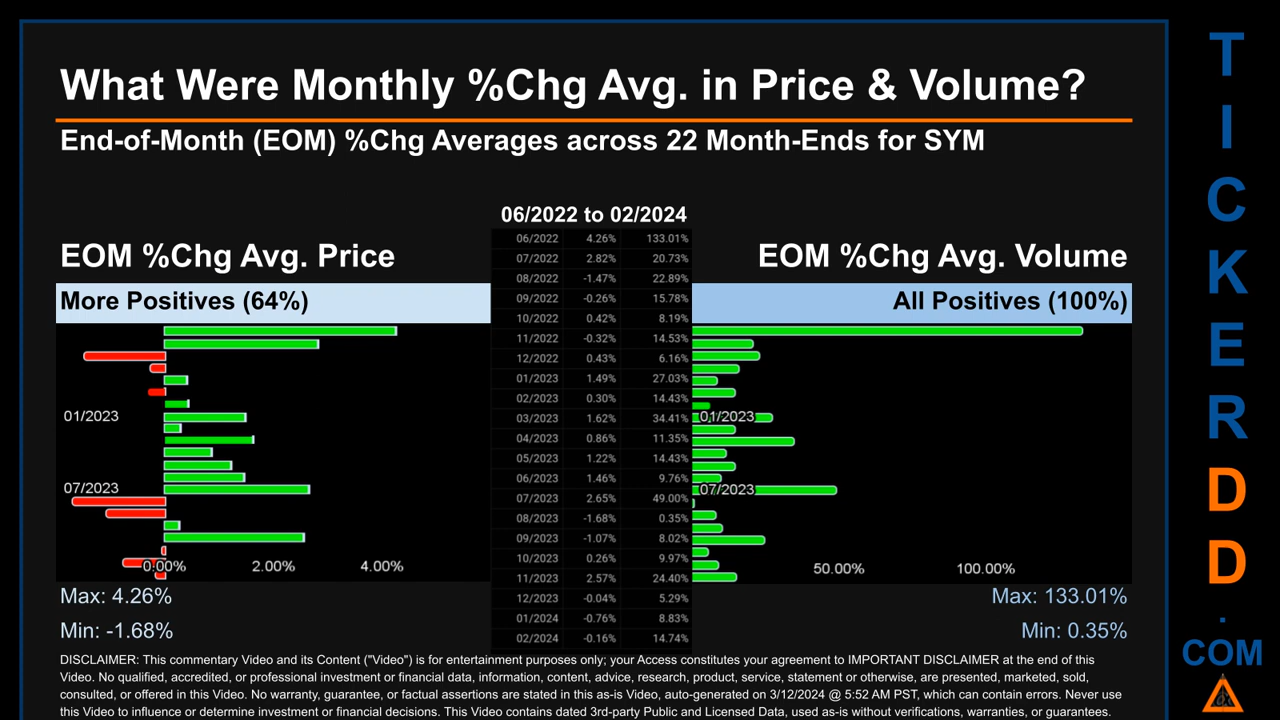 What Were Monthly %Chg Avg. in Price & Volume?
End-of-Month (EOM) %Chg Averages across 22 Month-Ends for SYM
06/2022 to 02/2024
EOM %Chg Avg. Price
EOM %Chg Avg. Volume
More Positives (64%)
All Positives (100%)
06/2022 4.26% 133.01%
07/2022 2.82% 20.73%
08/2022 -1.47% 22.89%
09/2022 -0.26% 15.78%
10/2022 0.42% 8.19%
11/2022 -0.32% 14.53%
12/2022 0.43% 6.16%
01/2023 1.49% 27.03%
02/2023 0.30% 14.43%
03/2023 1.62% 34.41%
04/2023 0.86% 11.35%
05/2023 1.22% 14.43%
06/2023 1.46% 9.76%
07/2023 2.65% 49.00%
08/2023 -1.68% 0.35%
09/2023 -1.07% 8.02%
10/2023 0.26% 9.97%
11/2023 2.57% 24.40%
12/2023 -0.04% 5.29%
01/2024 -0.76% 8.83%
02/2024 -0.16% 14.74%
01/2023
07/2023
0.00% 2.00% 4.00%
01/2023
07/2023
50.00% 100.00%
Max: 4.26%
Min: -1.68%
Max: 133.01%
Min: 0.35%
DISCLAIMER: This commentary Video and its Content ("Video") is for entertainment purposes only; your Access constitutes your agreement to IMPORTANT DISCLAIMER at the end of this
Video. No qualified, accredited, or professional investment or financial data, information, content, advice, research, product, service, statement or otherwise, are presented, marketed, sold,
consulted, or offered in this Video. No warranty, guarantee, or factual assertions are stated in this as-is Video, auto-generated on 3/12/2024 @ 5:52 AM PST, which can contain errors. Never use
this Video to influence or determine investment or financial decisions. This Video contains dated 3rd-party Public and Licensed Data, used as-is without verifications, warranties, or guarantees.
T
I
C
K
E
R
D
D
.
COM